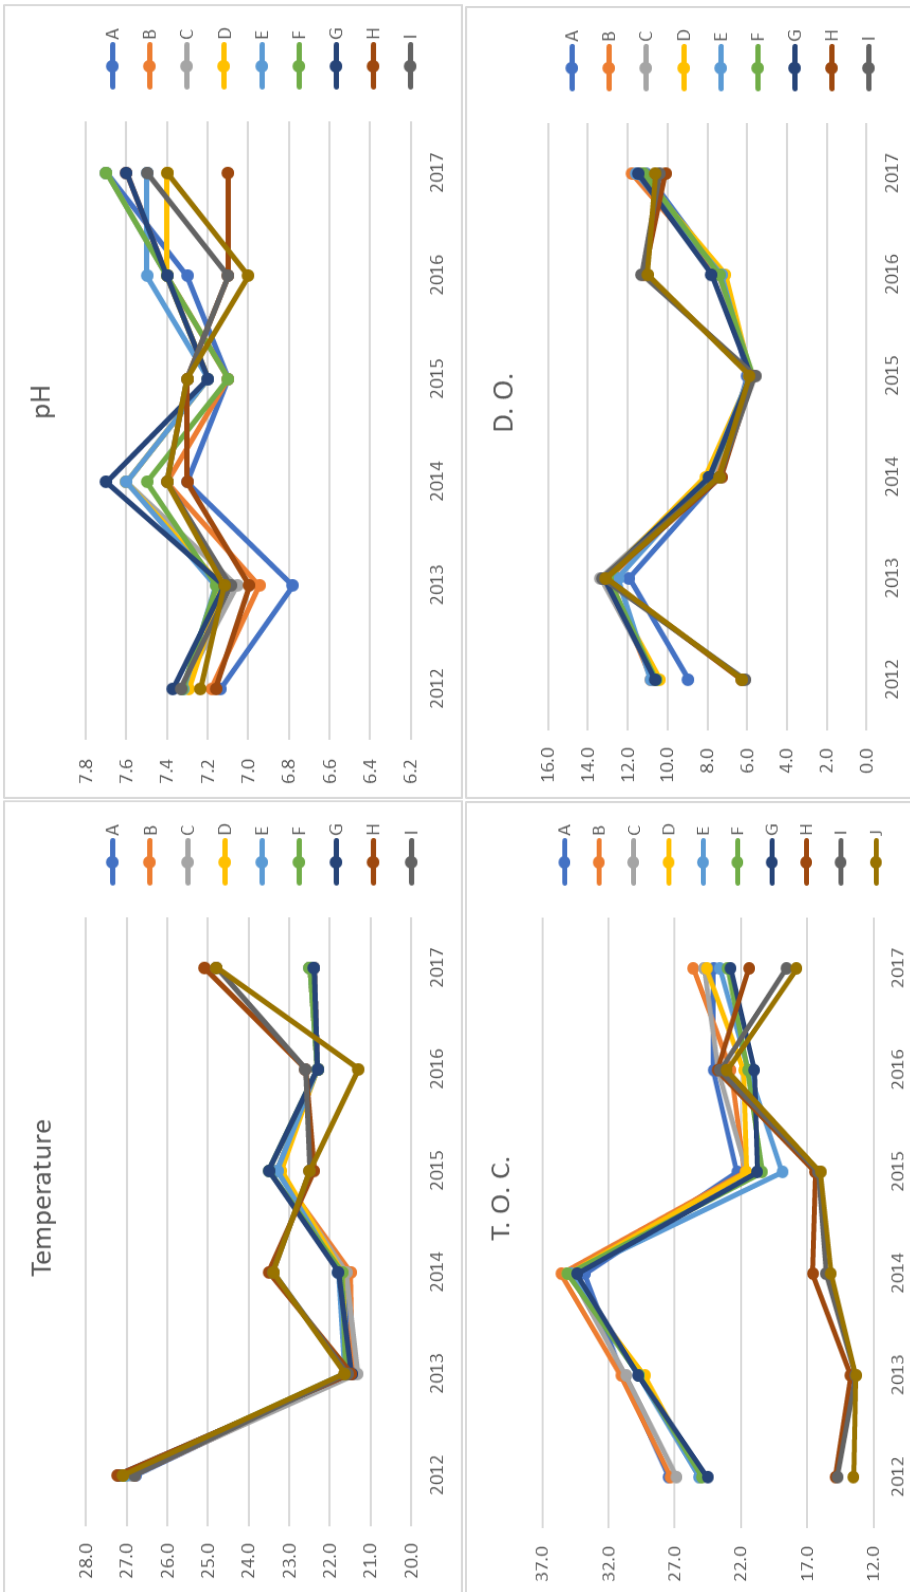 Temperature
28.0
27.0
26.0
25.0
24.0
23.0
22.0
21.0
20.0
2012 2013 2014 2015 2016 2017
A B C D E F G H I
pH
7.8
7.6
7.4
7.2
7.0
6.8
6.6
6.4
6.2
2012 2013 2014 2015 2016 2017
A B C D E F G H I
T. O. C.
37.0
32.0
27.0
22.0
17.0
12.0
2012 2013 2014 2015 2016 2017
A B C D E F G H I J
D. O.
16.0
14.0
12.0
10.0
8.0
6.0
4.0
2.0
0.0
2012 2013 2014 2015 2016 2017
A B C D E F G H I